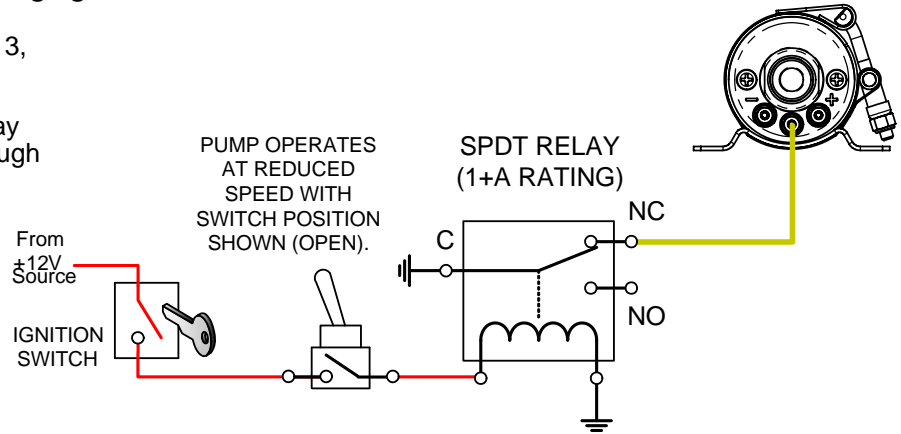 3,
ay
ugh
PUMP OPERATES
AT REDUCED
SPEED WITH
SWITCH POSITION
SHOWN (OPEN).
SPDT RELAY
(1+A RATING)
NC
C
NO
From
+12V
Source
IGNITION
SWITCH
− +